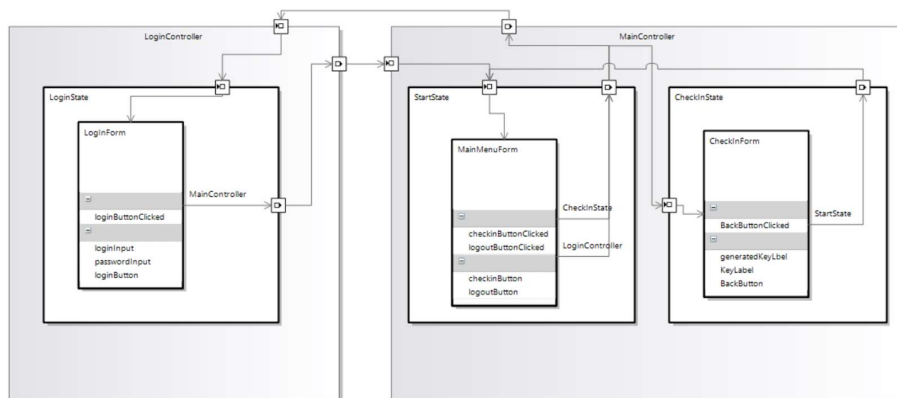 LoginController
LoginState
LogInForm
MainController
loginButtonClicked
loginInput
passwordInput
loginButton
MainController
StartState
MainMenuForm
CheckInState
checkinButtonClicked
logoutButtonClicked
LoginController
checkinButton
logoutButton
CheckInState
CheckInForm
StartState
BackButtonClicked
generatedKeyLbel
KeyLabel
BackButton